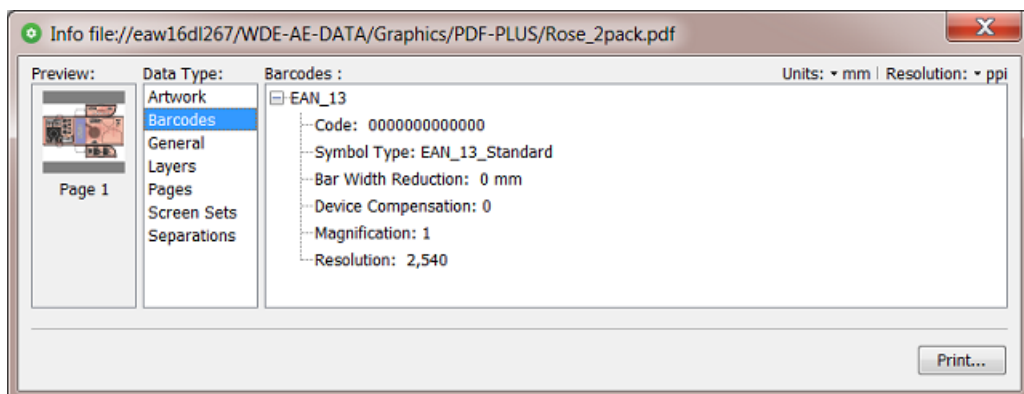 Info file://eaw16dl267/WDE-AE-DATA/Graphics/PDF-PLUS/Rose_2pack.pdf
Preview: Data Type: Barcodes : Units: mm | Resolution: ppi
Page 1
Artwork
Barcodes
General
Layers
Pages
Screen Sets
Separations
EAN_13
Code: 0000000000000
Symbol Type: EAN_13_Standard
Bar Width Reduction: 0 mm
Device Compensation: 0
Magnification: 1
Resolution: 2,540
Print...